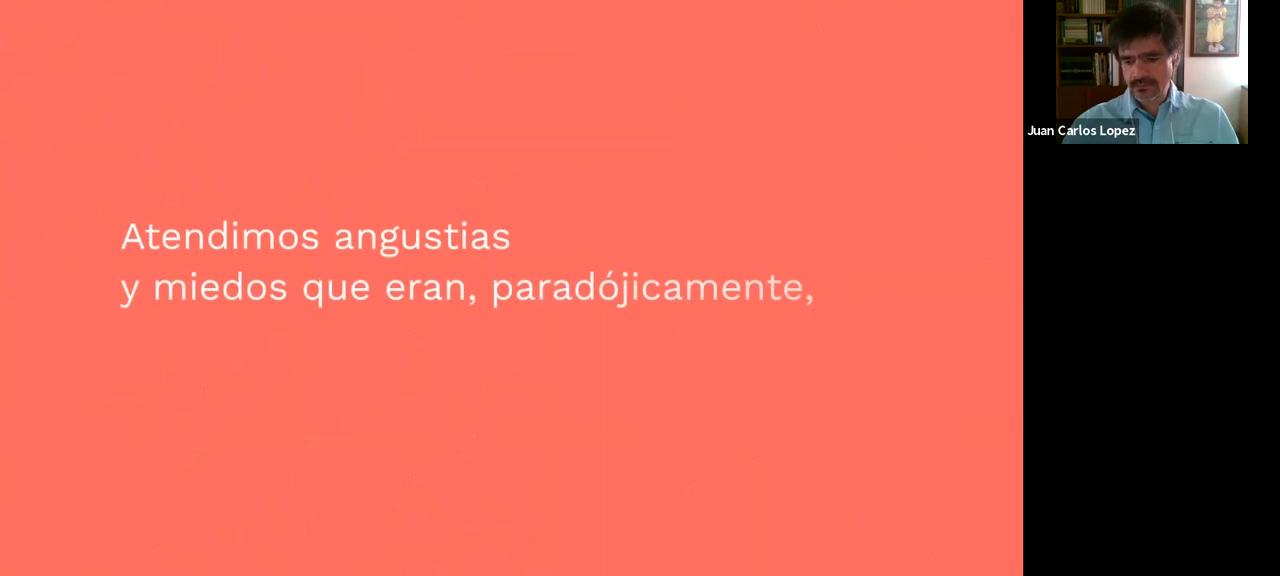 Atendimos angustias
y miedos que eran, paradójicamente,
Juan Carlos Lopez